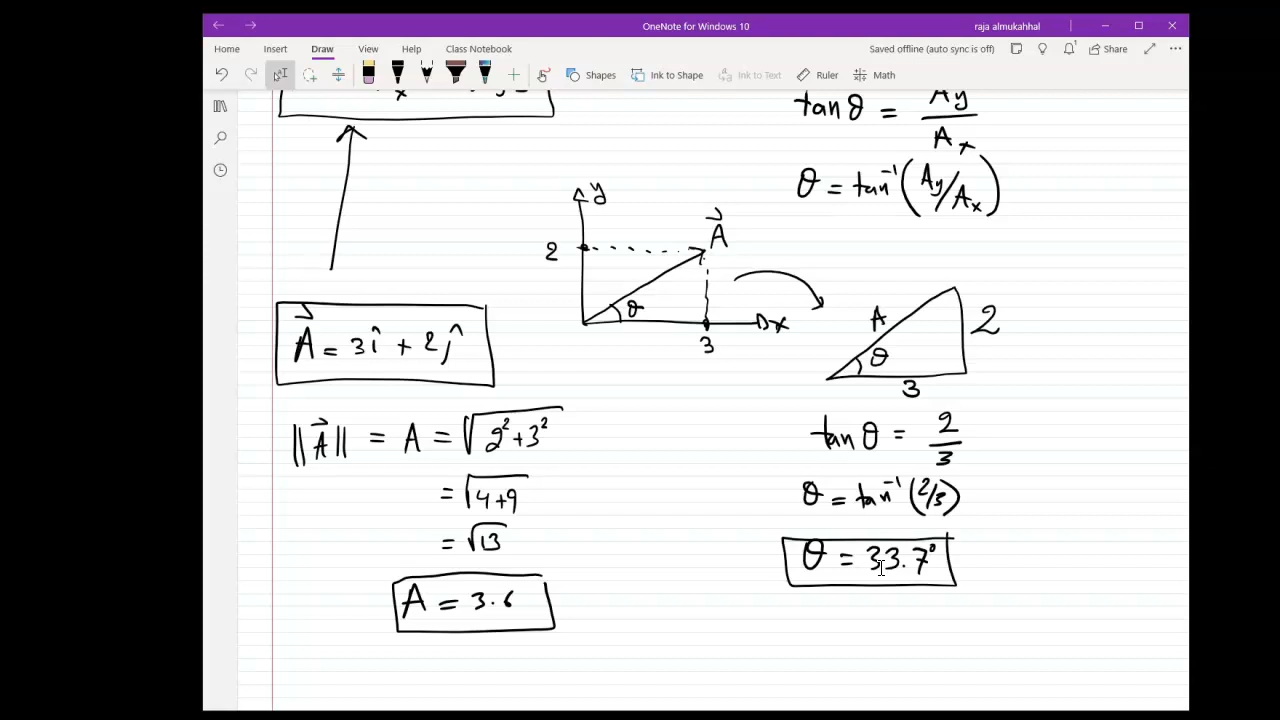 OneNote for Windows 10
raja almukahhal
Home Insert Draw View Help Class Notebook
Saved offline (auto sync is off)
Share
Shapes Ink to Shape Ink to Text Ruler Math
x
tan θ = Ay / Ax
θ = tan⁻¹(Ay/Ax)
y
A⃗
2
θ
x
3
A⃗ = 3î + 2ĵ
A
2
θ
3
||A⃗|| = A = √(2² + 3²)
= √(4+9)
= √13
A = 3.6
tan θ = 2/3
θ = tan⁻¹(2/3)
θ = 33.7°